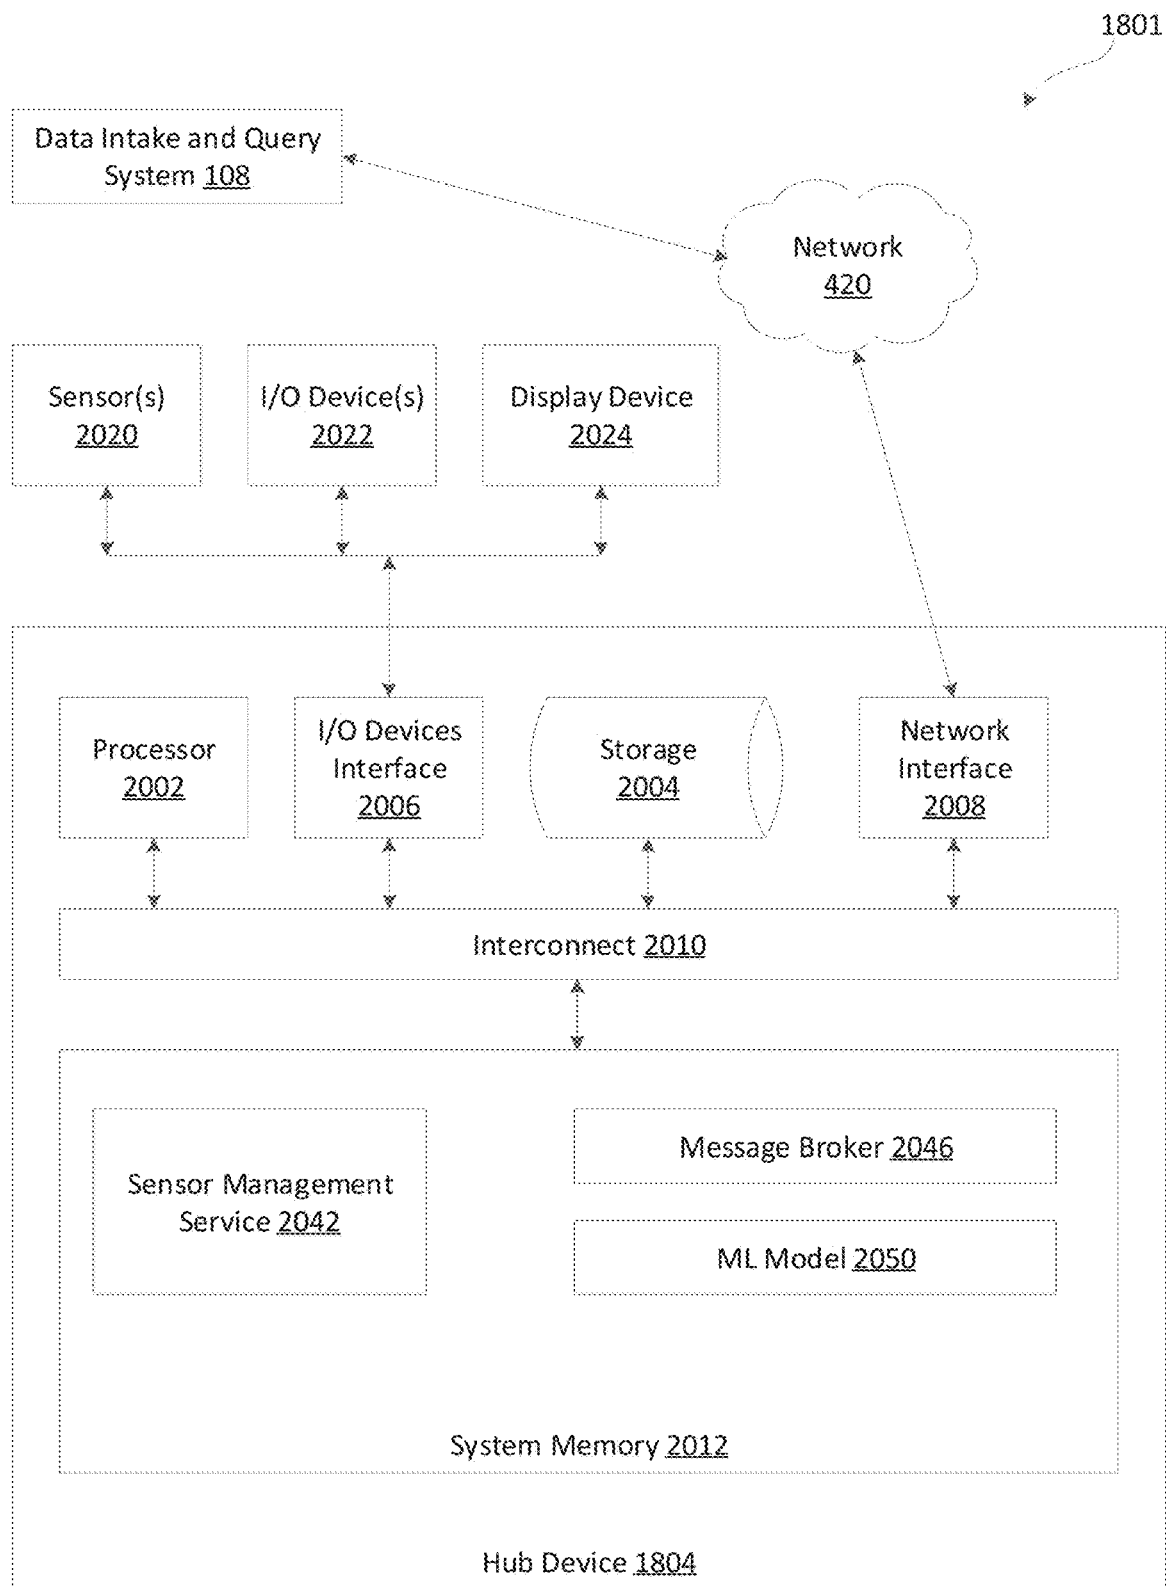 1801
Data Intake and Query
System 108
Network
420
Sensor(s)
2020
I/O Device(s)
2022
Display Device
2024
Processor
2002
I/O Devices
Interface
2006
Storage
2004
Network
Interface
2008
Interconnect 2010
Sensor Management
Service 2042
Message Broker 2046
ML Model 2050
System Memory 2012
Hub Device 1804